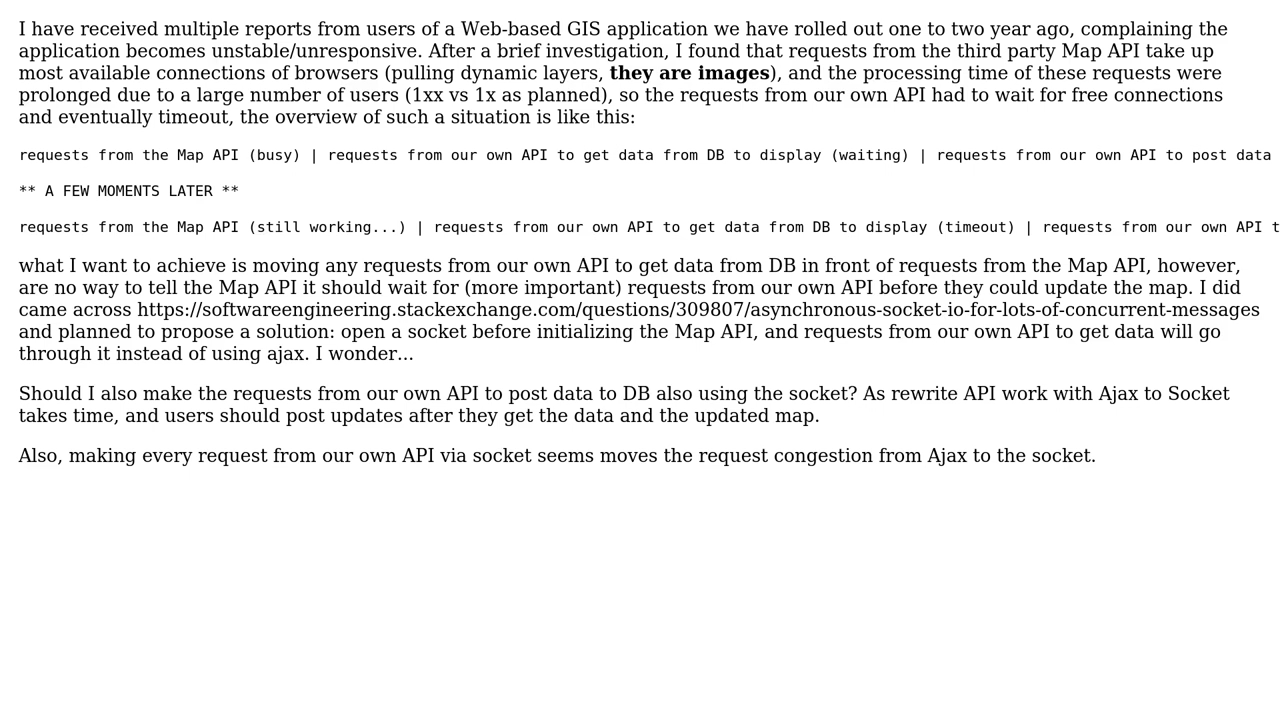 I have received multiple reports from users of a Web-based GIS application we have rolled out one to two year ago, complaining the
application becomes unstable/unresponsive. After a brief investigation, I found that requests from the third party Map API take up
most available connections of browsers (pulling dynamic layers, they are images), and the processing time of these requests were
prolonged due to a large number of users (1xx vs 1x as planned), so the requests from our own API had to wait for free connections
and eventually timeout, the overview of such a situation is like this:
requests from the Map API (busy) | requests from our own API to get data from DB to display (waiting) | requests from our own API to post data
** A FEW MOMENTS LATER **
requests from the Map API (still working...) | requests from our own API to get data from DB to display (timeout) | requests from our own API t
what I want to achieve is moving any requests from our own API to get data from DB in front of requests from the Map API, however,
are no way to tell the Map API it should wait for (more important) requests from our own API before they could update the map. I did
came across https://softwareengineering.stackexchange.com/questions/309807/asynchronous-socket-io-for-lots-of-concurrent-messages
and planned to propose a solution: open a socket before initializing the Map API, and requests from our own API to get data will go
through it instead of using ajax. I wonder...
Should I also make the requests from our own API to post data to DB also using the socket? As rewrite API work with Ajax to Socket
takes time, and users should post updates after they get the data and the updated map.
Also, making every request from our own API via socket seems moves the request congestion from Ajax to the socket.